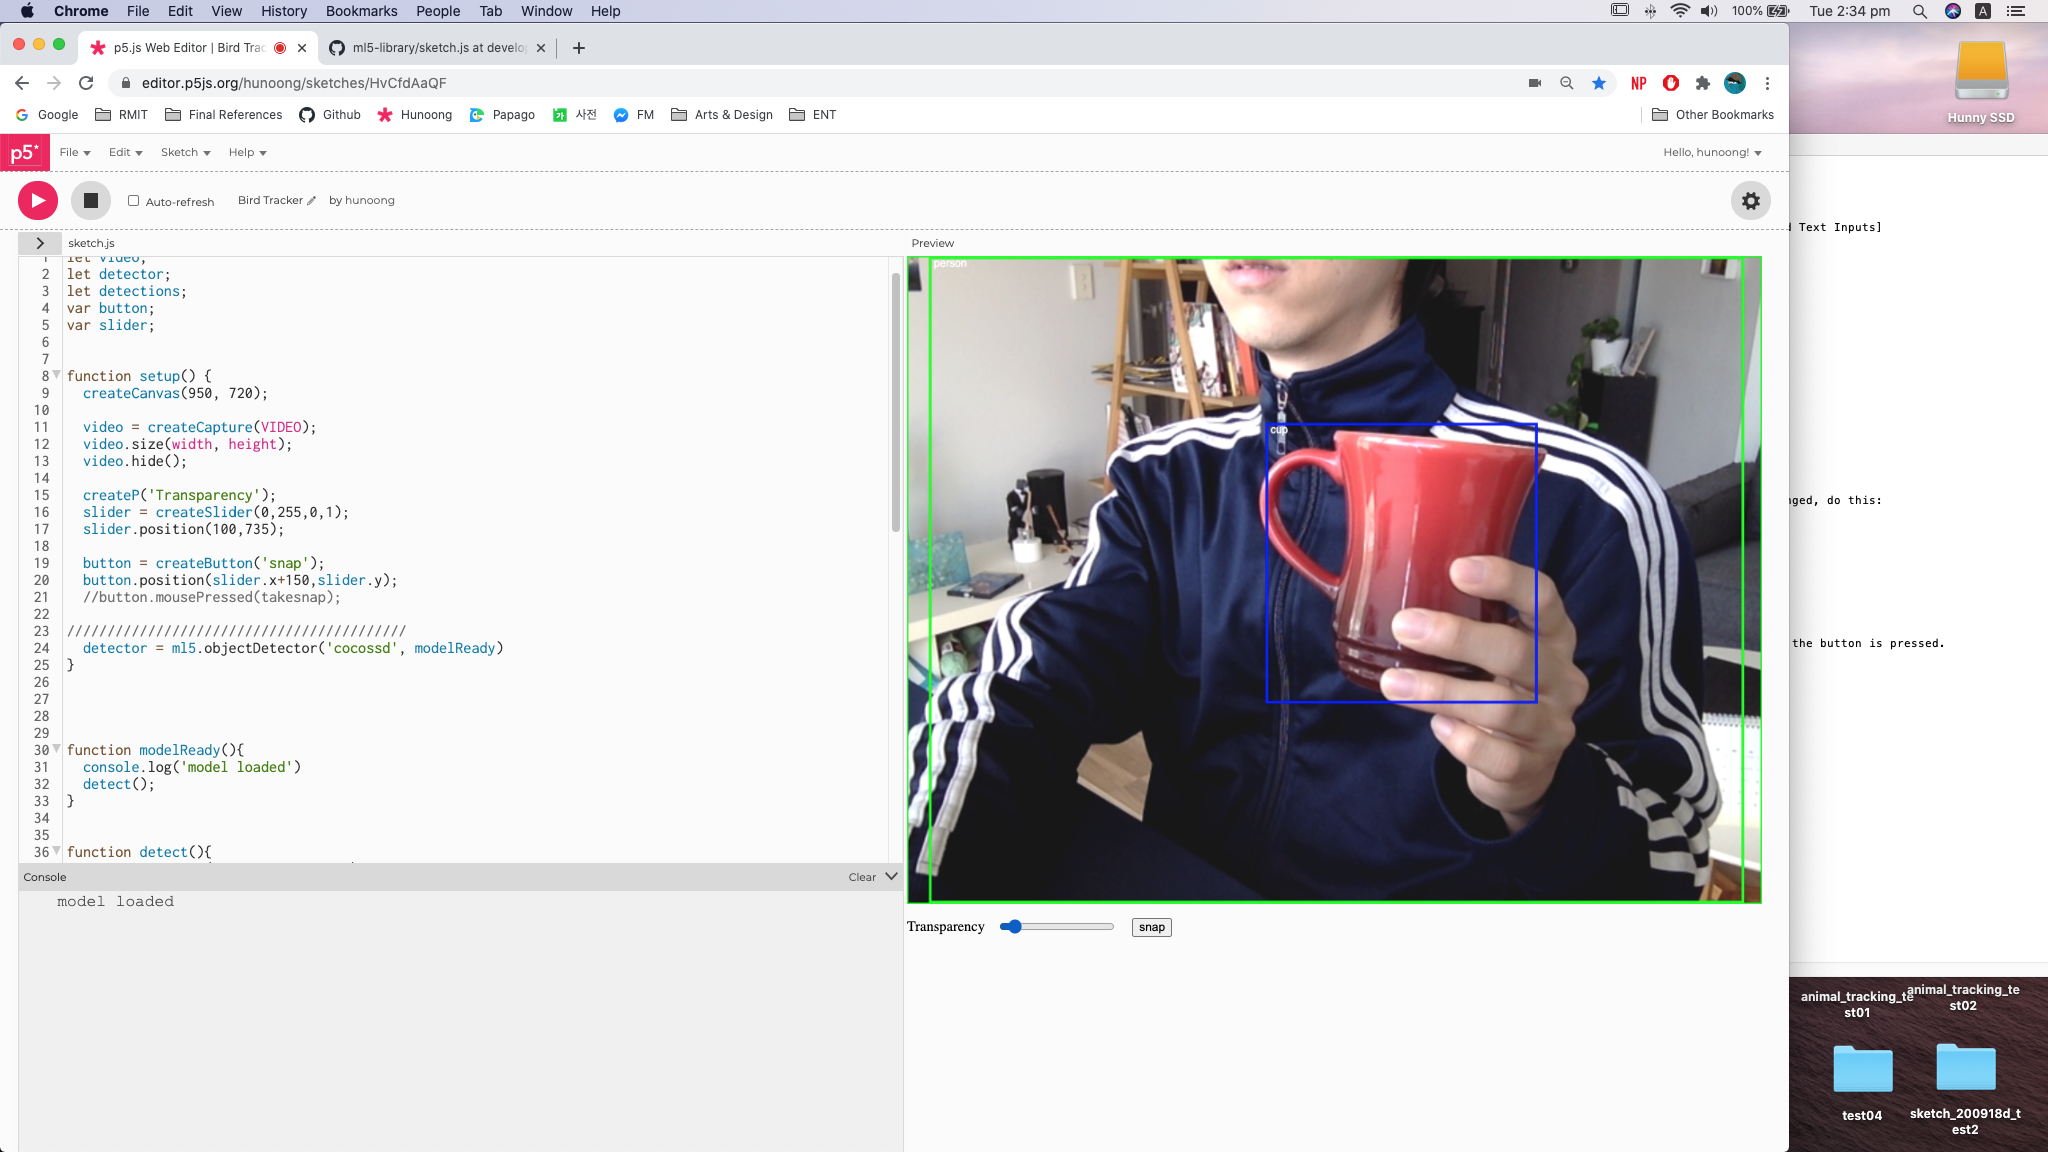 Chrome File Edit View History Bookmarks People Tab Window Help 100% Tue 2:34 pm A
p5.js Web Editor | Bird Trac ml5-library/sketch.js at develo
editor.p5js.org/hunoong/sketches/HvCfdAaQF NP
Google RMIT Final References Github Hunoong Papago 사전 FM Arts & Design ENT Other Bookmarks
Hunny SSD
p5* File Edit Sketch Help Hello, hunoong!
Auto-refresh Bird Tracker by hunoong
Text Inputs]
sketch.js
Preview
1 let video;
2 let detector;
3 let detections;
4 var button;
5 var slider;
6
7
8 function setup() {
9 createCanvas(950, 720);
10
11 video = createCapture(VIDEO);
12 video.size(width, height);
13 video.hide();
14
15 createP('Transparency');
16 slider = createSlider(0,255,0,1);
17 slider.position(100,735);
18
19 button = createButton('snap');
20 button.position(slider.x+150,slider.y);
21 //button.mousePressed(takesnap);
22
23 //////////////////////////////////////////
24 detector = ml5.objectDetector('cocossd', modelReady)
25 }
26
27
28
29
30 function modelReady(){
31 console.log('model loaded')
32 detect();
33 }
34
35
36 function detect(){
Console Clear
model loaded
person
cup
Transparency snap
nged, do this:
the button is pressed.
animal_tracking_te
st01
animal_tracking_te
st02
test04
sketch_200918d_t
est2